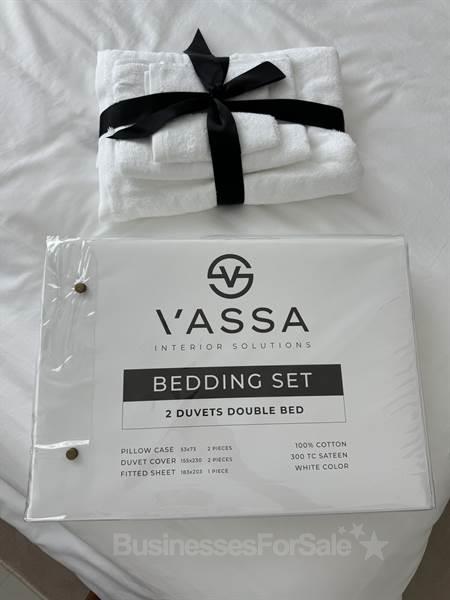 VASSA
INTERIOR SOLUTIONS
BEDDING SET
2 DUVETS DOUBLE BED
PILLOW CASE 53x73 2 PIECES
DUVET COVER 155x230 2 PIECES
FITTED SHEET 183x203 1 PIECE
100% COTTON
300 TC SATEEN
WHITE COLOR
BusinessesForSale